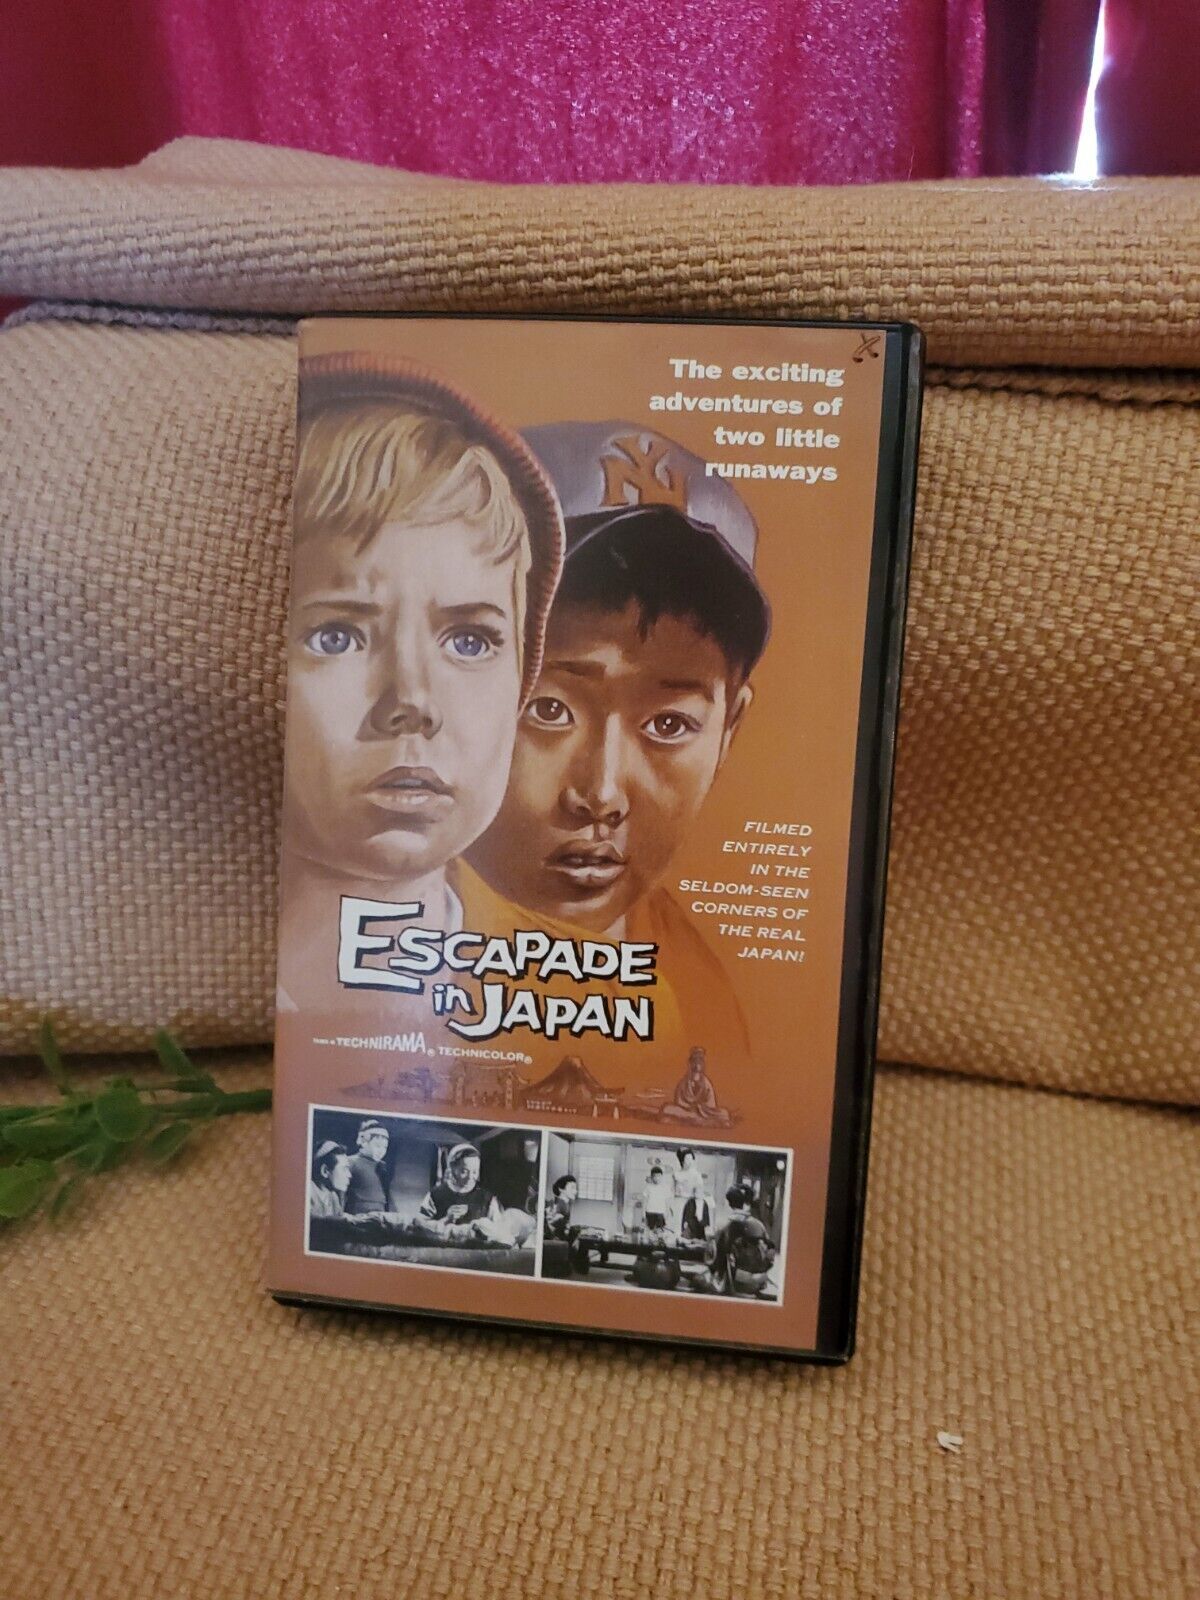 The exciting
adventures of
two little
runaways
NY
FILMED
ENTIRELY
IN THE
SELDOM-SEEN
CORNERS OF
THE REAL
JAPAN!
ESCAPADE
in JAPAN
TECHNIRAMA® TECHNICOLOR®